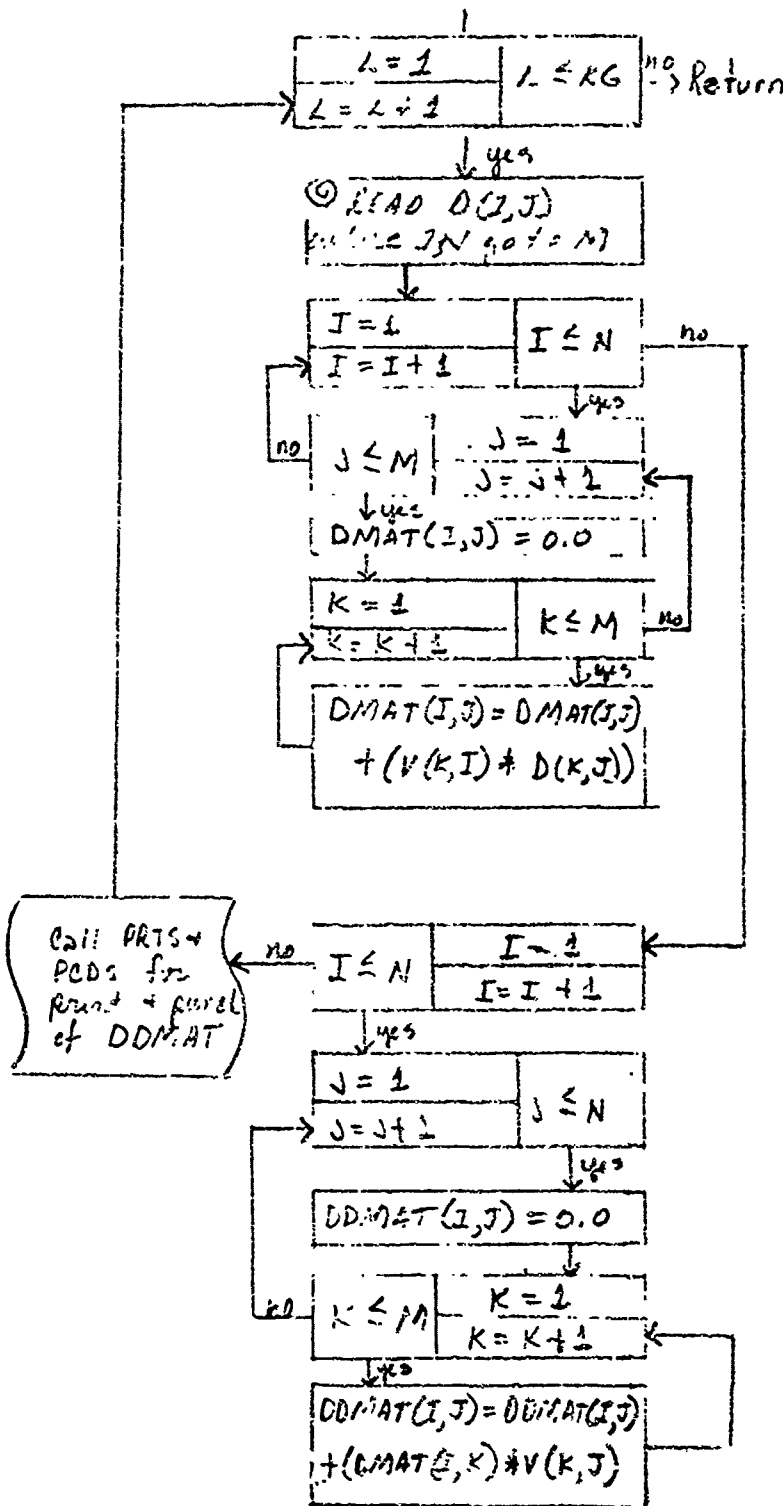 L = 1
L = L + 1
L ≤ KG
no
Return
yes
READ D(I,J)
I = 1
I = I + 1
I ≤ N
no
yes
no
J ≤ M
J = 1
J = J + 1
yes
DMAT(I,J) = 0.0
K = 1
K = K + 1
K ≤ M
no
yes
DMAT(I,J) = DMAT(I,J)
+ (V(K,I) * D(K,J))
Call PRTS +
PCDS for
print +
of DDMAT
no
I ≤ N
I = 1
I = I + 1
yes
J = 1
J = J + 1
J ≤ N
yes
DDMAT(I,J) = 0.0
no
K ≤ M
K = 1
K = K + 1
yes
DDMAT(I,J) = DDMAT(I,J)
+ (DMAT(I,K) * V(K,J)